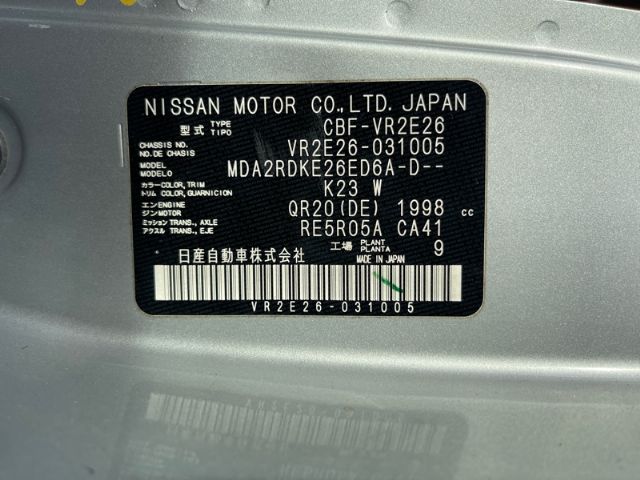 NISSAN MOTOR CO.,LTD. JAPAN
型式 TYPE TIPO CBF-VR2E26
CHASSIS NO. NO. DE CHASSIS VR2E26-031005
MODEL MODELO MDA2RDKE26ED6A-D--
カラー COLOR, TRIM トリム COLOR, GUARNICION K23 W
エンジン ENGINE MOTOR QR20(DE) 1998 cc
ミッション TRANS., AXLE アクスル TRANS., EJE RE5R05A CA41
工場 PLANT PLANTA 9
日産自動車株式会社 MADE IN JAPAN
VR2E26-031005